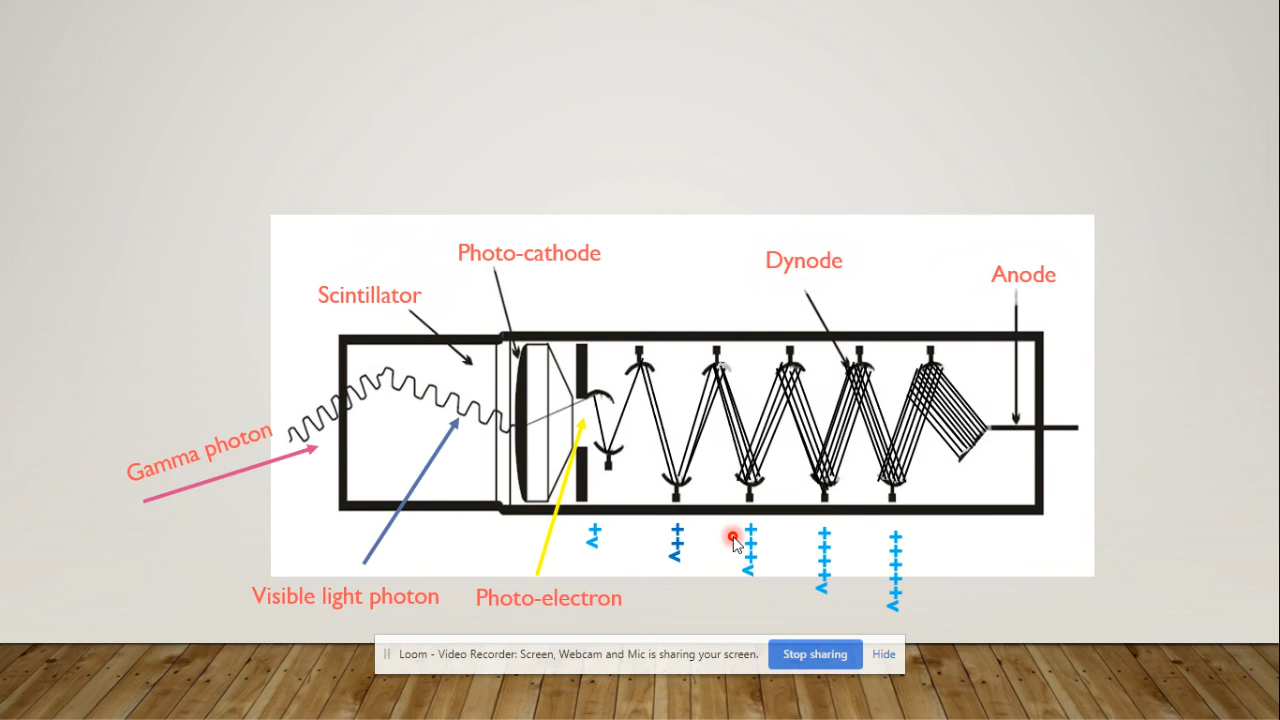 Photo-cathode
Dynode
Anode
Scintillator
Gamma photon
+V
++V
+++V
++++V
+++++V
Visible light photon
Photo-electron
Loom - Video Recorder: Screen, Webcam and Mic is sharing your screen.
Stop sharing
Hide